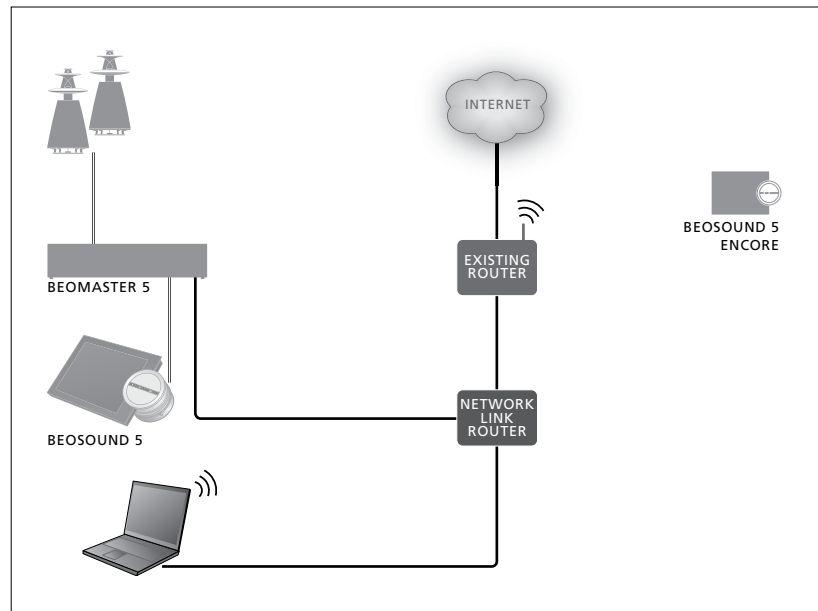 INTERNET
BEOSOUND 5
ENCORE
EXISTING
ROUTER
BEOMASTER 5
NETWORK
LINK
ROUTER
BEOSOUND 5